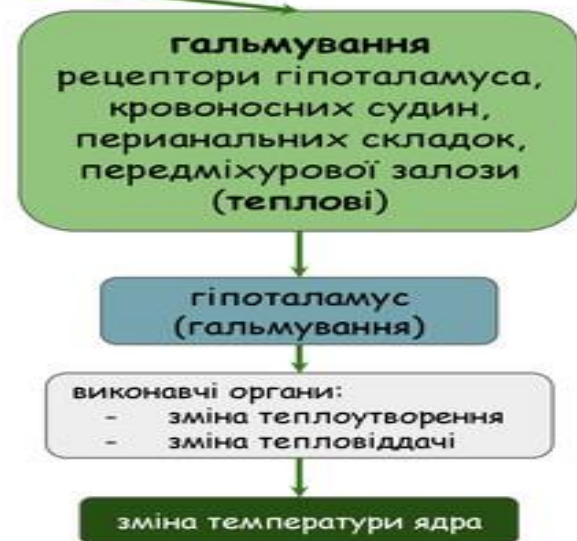 гальмування
рецептори гіпоталамуса,
кровоносних судин,
перианальних складок,
передміхурової залози
(теплові)
гіпоталамус
(гальмування)
виконавчі органи:
- зміна теплоутворення
- зміна тепловіддачі
зміна температури ядра